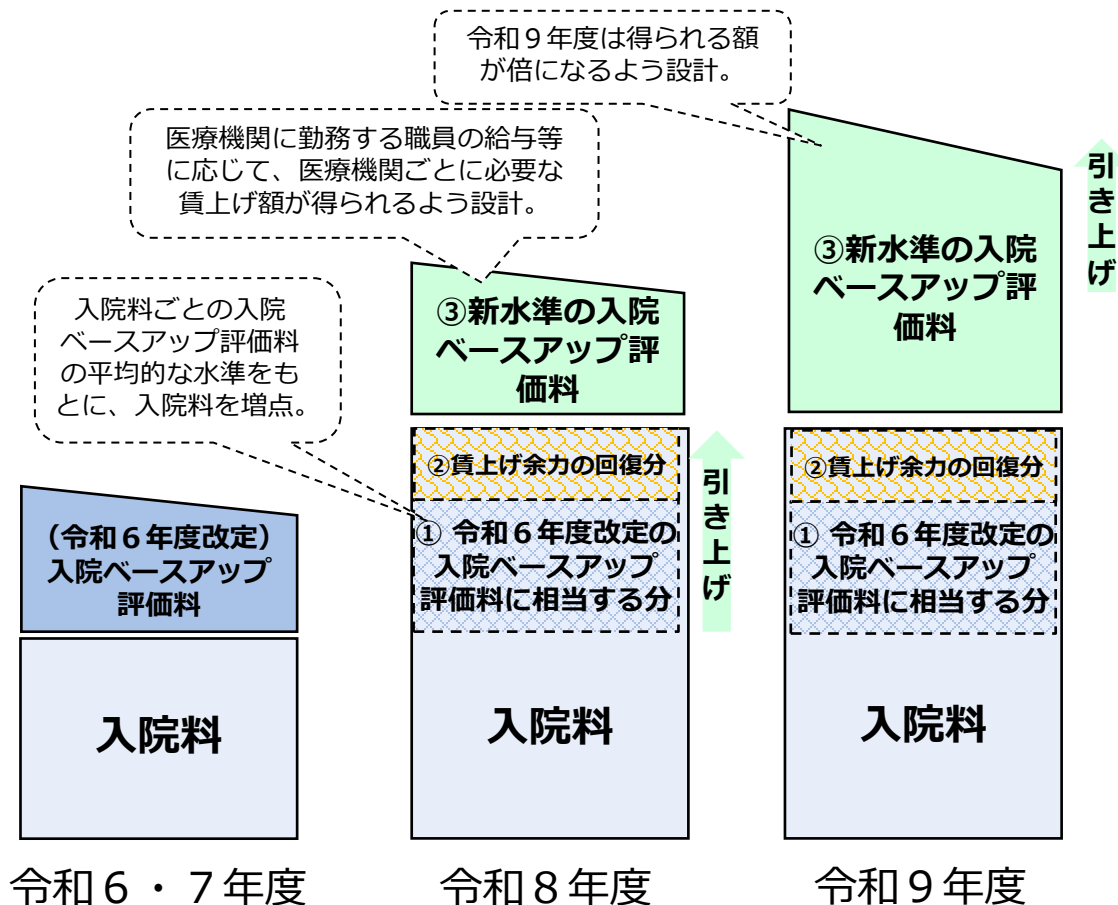 令和９年度は得られる額
が倍になるよう設計。
医療機関に勤務する職員の給与等
に応じて、医療機関ごとに必要な
賃上げ額が得られるよう設計。
入院料ごとの入院
ベースアップ評価料
の平均的な水準をも
とに、入院料を増点。
（令和６年度改定）
入院ベースアップ
評価料
入院料
令和６・７年度
③新水準の入院
ベースアップ評
価料
②賃上げ余力の回復分
① 令和６年度改定の
入院ベースアップ
評価料に相当する分
引き上げ
入院料
令和８年度
③新水準の入院
ベースアップ評
価料
引き上げ
②賃上げ余力の回復分
① 令和６年度改定の
入院ベースアップ
評価料に相当する分
入院料
令和９年度